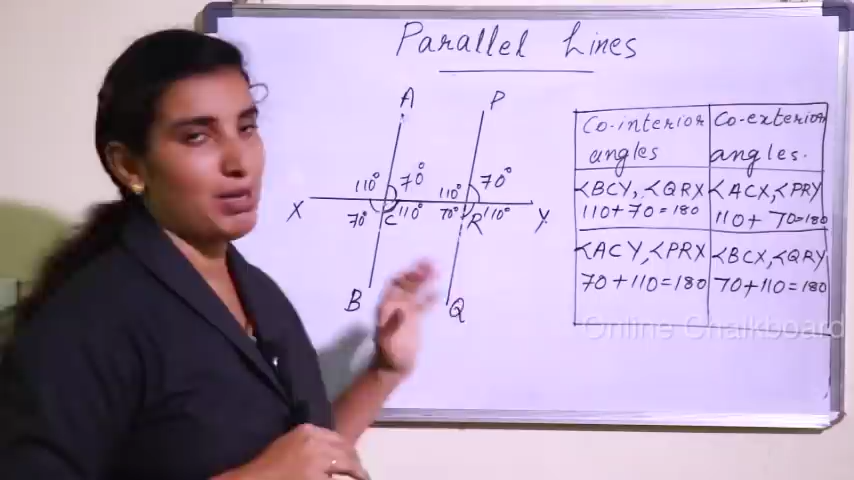 Parallel Lines
A
P
110° 70°
110° 70°
X
70° C 110°
70° R 110°
Y
B
Q
Co-interior angles
Co-exterior angles.
<BCY, <QRX
110+70=180
<ACX, <PRY
110+70=180
<ACY, <PRX
70+110=180
<BCX, <QRY
70+110=180
Online Chalkboard